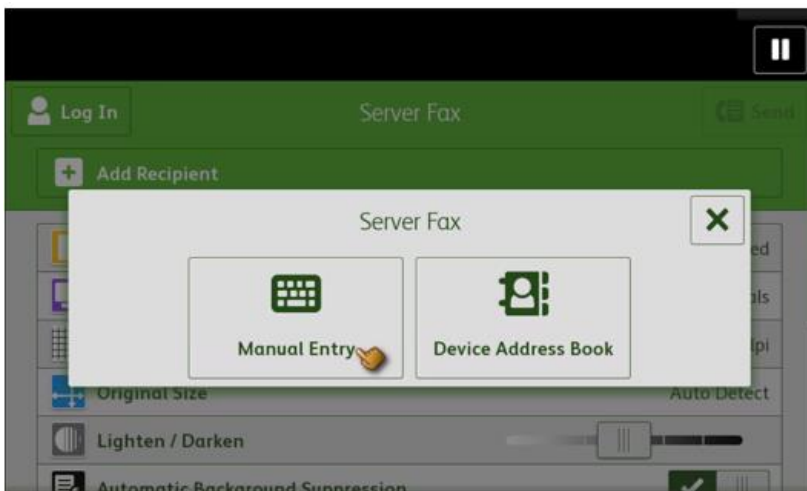 Log In
Server Fax
Send
Add Recipient
Server Fax
Manual Entry
Device Address Book
Original Size
Auto Detect
Lighten / Darken
Automatic Background Suppression